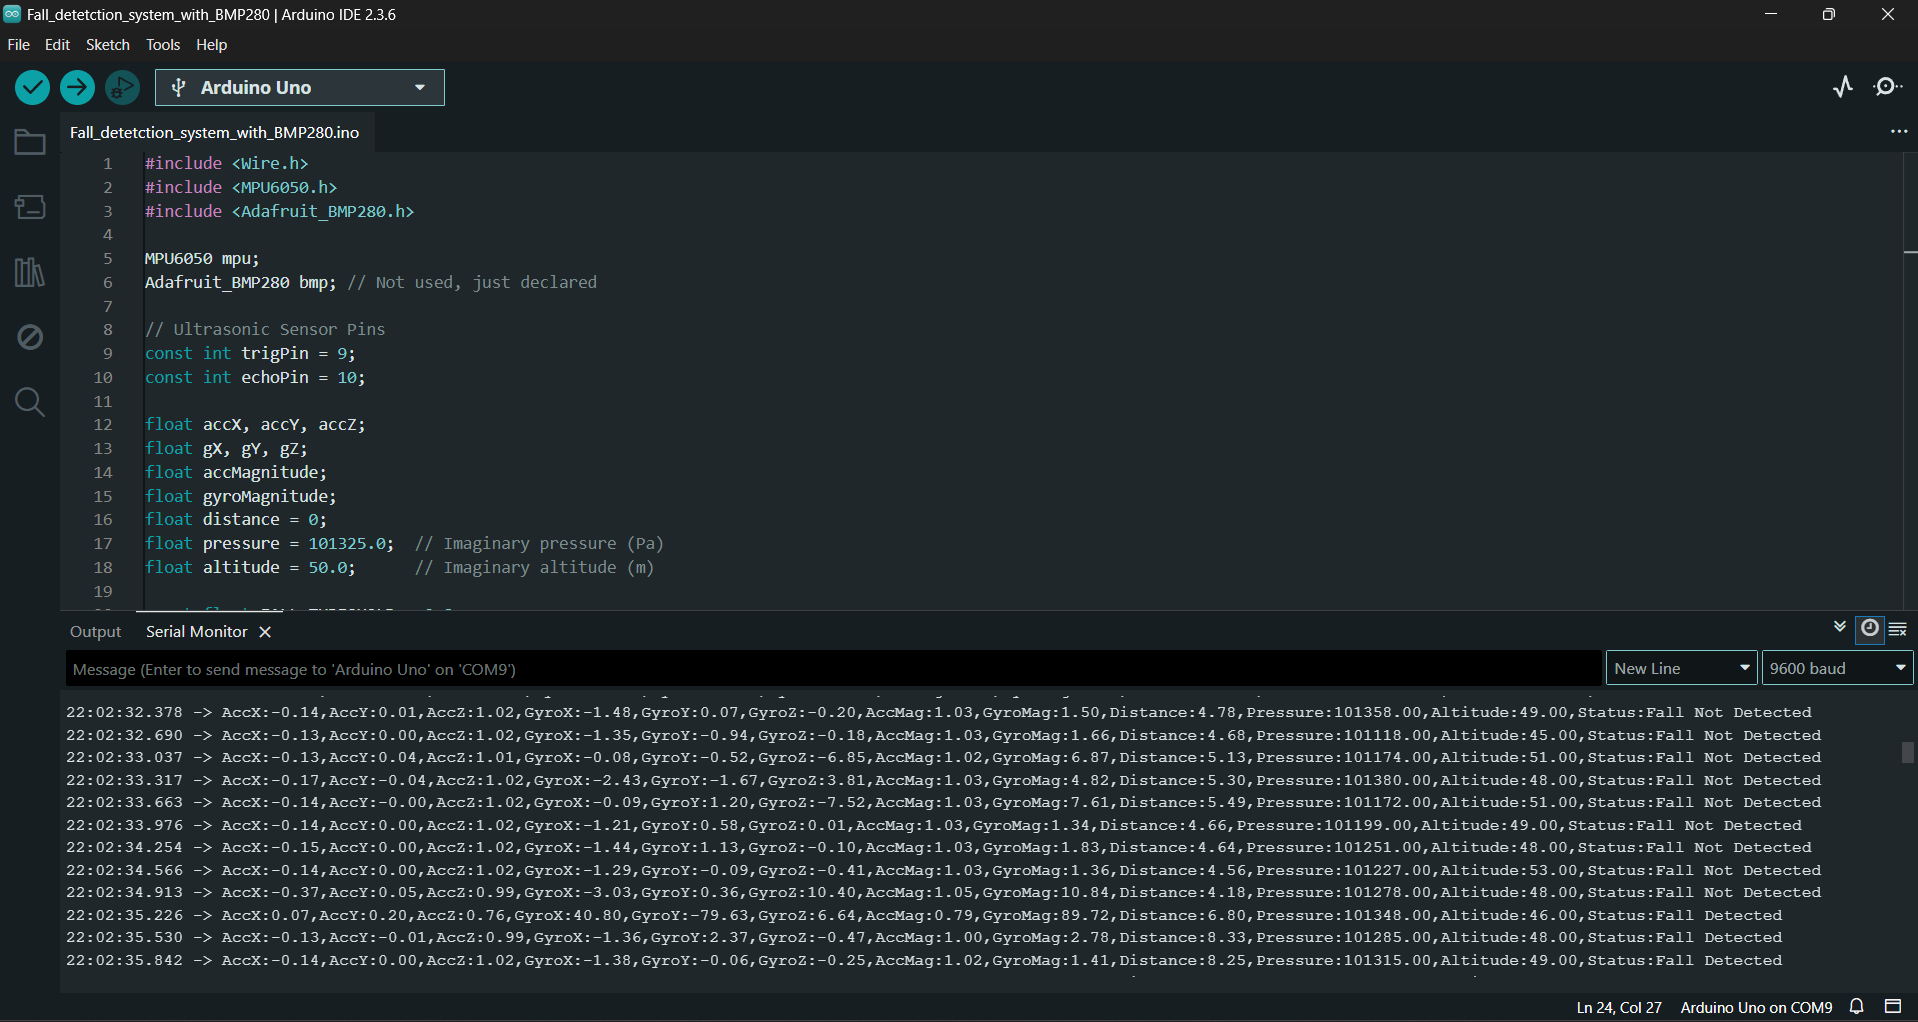 Fall_detetction_system_with_BMP280 | Arduino IDE 2.3.6
File Edit Sketch Tools Help
Arduino Uno
Fall_detetction_system_with_BMP280.ino
1 #include <Wire.h>
2 #include <MPU6050.h>
3 #include <Adafruit_BMP280.h>
4
5 MPU6050 mpu;
6 Adafruit_BMP280 bmp; // Not used, just declared
7
8 // Ultrasonic Sensor Pins
9 const int trigPin = 9;
10 const int echoPin = 10;
11
12 float accX, accY, accZ;
13 float gX, gY, gZ;
14 float accMagnitude;
15 float gyroMagnitude;
16 float distance = 0;
17 float pressure = 101325.0; // Imaginary pressure (Pa)
18 float altitude = 50.0; // Imaginary altitude (m)
19
Output Serial Monitor
Message (Enter to send message to 'Arduino Uno' on 'COM9') New Line 9600 baud
22:02:32.378 -> AccX:-0.14,AccY:0.01,AccZ:1.02,GyroX:-1.48,GyroY:0.07,GyroZ:-0.20,AccMag:1.03,GyroMag:1.50,Distance:4.78,Pressure:101358.00,Altitude:49.00,Status:Fall Not Detected
22:02:32.690 -> AccX:-0.13,AccY:0.00,AccZ:1.02,GyroX:-1.35,GyroY:-0.94,GyroZ:-0.18,AccMag:1.03,GyroMag:1.66,Distance:4.68,Pressure:101118.00,Altitude:45.00,Status:Fall Not Detected
22:02:33.037 -> AccX:-0.13,AccY:0.04,AccZ:1.01,GyroX:-0.08,GyroY:-0.52,GyroZ:-6.85,AccMag:1.02,GyroMag:6.87,Distance:5.13,Pressure:101174.00,Altitude:51.00,Status:Fall Not Detected
22:02:33.317 -> AccX:-0.17,AccY:-0.04,AccZ:1.02,GyroX:-2.43,GyroY:-1.67,GyroZ:3.81,AccMag:1.03,GyroMag:4.82,Distance:5.30,Pressure:101380.00,Altitude:48.00,Status:Fall Not Detected
22:02:33.663 -> AccX:-0.14,AccY:-0.00,AccZ:1.02,GyroX:-0.09,GyroY:1.20,GyroZ:-7.52,AccMag:1.03,GyroMag:7.61,Distance:5.49,Pressure:101172.00,Altitude:51.00,Status:Fall Not Detected
22:02:33.976 -> AccX:-0.14,AccY:0.00,AccZ:1.02,GyroX:-1.21,GyroY:0.58,GyroZ:0.01,AccMag:1.03,GyroMag:1.34,Distance:4.66,Pressure:101199.00,Altitude:49.00,Status:Fall Not Detected
22:02:34.254 -> AccX:-0.15,AccY:0.00,AccZ:1.02,GyroX:-1.44,GyroY:1.13,GyroZ:-0.10,AccMag:1.03,GyroMag:1.83,Distance:4.64,Pressure:101251.00,Altitude:48.00,Status:Fall Not Detected
22:02:34.566 -> AccX:-0.14,AccY:0.00,AccZ:1.02,GyroX:-1.29,GyroY:-0.09,GyroZ:-0.41,AccMag:1.03,GyroMag:1.36,Distance:4.56,Pressure:101227.00,Altitude:53.00,Status:Fall Not Detected
22:02:34.913 -> AccX:-0.37,AccY:0.05,AccZ:0.99,GyroX:-3.03,GyroY:0.36,GyroZ:10.40,AccMag:1.05,GyroMag:10.84,Distance:4.18,Pressure:101278.00,Altitude:48.00,Status:Fall Not Detected
22:02:35.226 -> AccX:0.07,AccY:0.20,AccZ:0.76,GyroX:40.80,GyroY:-79.63,GyroZ:6.64,AccMag:0.79,GyroMag:89.72,Distance:6.80,Pressure:101348.00,Altitude:46.00,Status:Fall Detected
22:02:35.530 -> AccX:-0.13,AccY:-0.01,AccZ:0.99,GyroX:-1.36,GyroY:2.37,GyroZ:-0.47,AccMag:1.00,GyroMag:2.78,Distance:8.33,Pressure:101285.00,Altitude:48.00,Status:Fall Detected
22:02:35.842 -> AccX:-0.14,AccY:0.00,AccZ:1.02,GyroX:-1.38,GyroY:-0.06,GyroZ:-0.25,AccMag:1.02,GyroMag:1.41,Distance:8.25,Pressure:101315.00,Altitude:49.00,Status:Fall Detected
Ln 24, Col 27 Arduino Uno on COM9